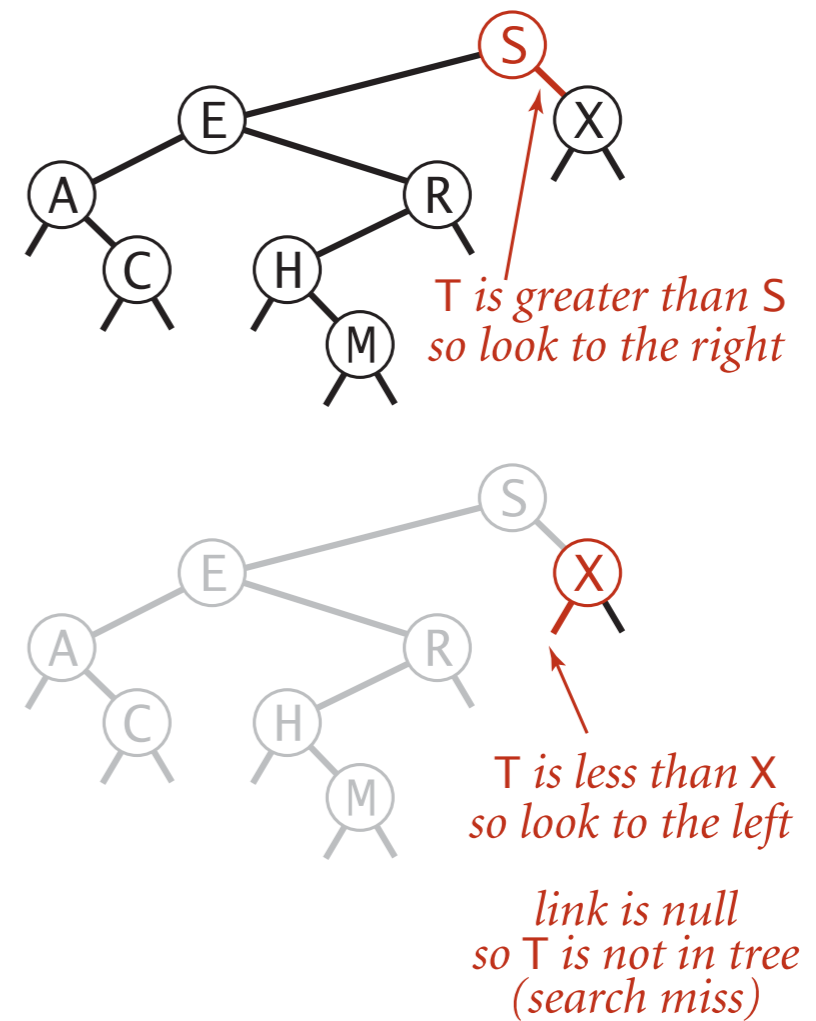 S
E
X
A
R
C
H
T is greater than S
so look to the right
M
S
E
X
A
R
C
H
M
T is less than X
so look to the left
link is null
so T is not in tree
(search miss)